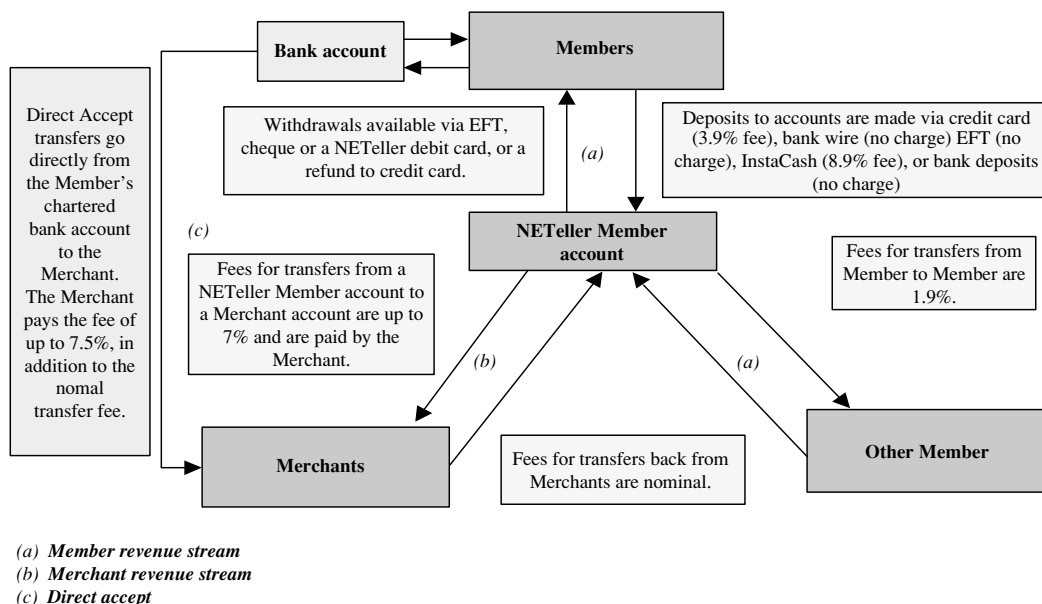 Bank account
Members
Direct Accept
transfers go
directly from
the Member's
chartered
bank account
to the
Merchant.
The Merchant
pays the fee of
up to 7.5%, in
addition to the
nomal
transfer fee.
Withdrawals available via EFT,
cheque or a NETeller debit card, or a
refund to credit card.
(a)
Deposits to accounts are made via credit card
(3.9% fee), bank wire (no charge) EFT (no
charge), InstaCash (8.9% fee), or bank deposits
(no charge)
(c)
NETeller Member
account
Fees for transfers from
Member to Member are
1.9%.
Fees for transfers from a
NETeller Member account to
a Merchant account are up to
7% and are paid by the
Merchant.
(b)
(a)
Merchants
Fees for transfers back from
Merchants are nominal.
Other Member
(a) Member revenue stream
(b) Merchant revenue stream
(c) Direct accept